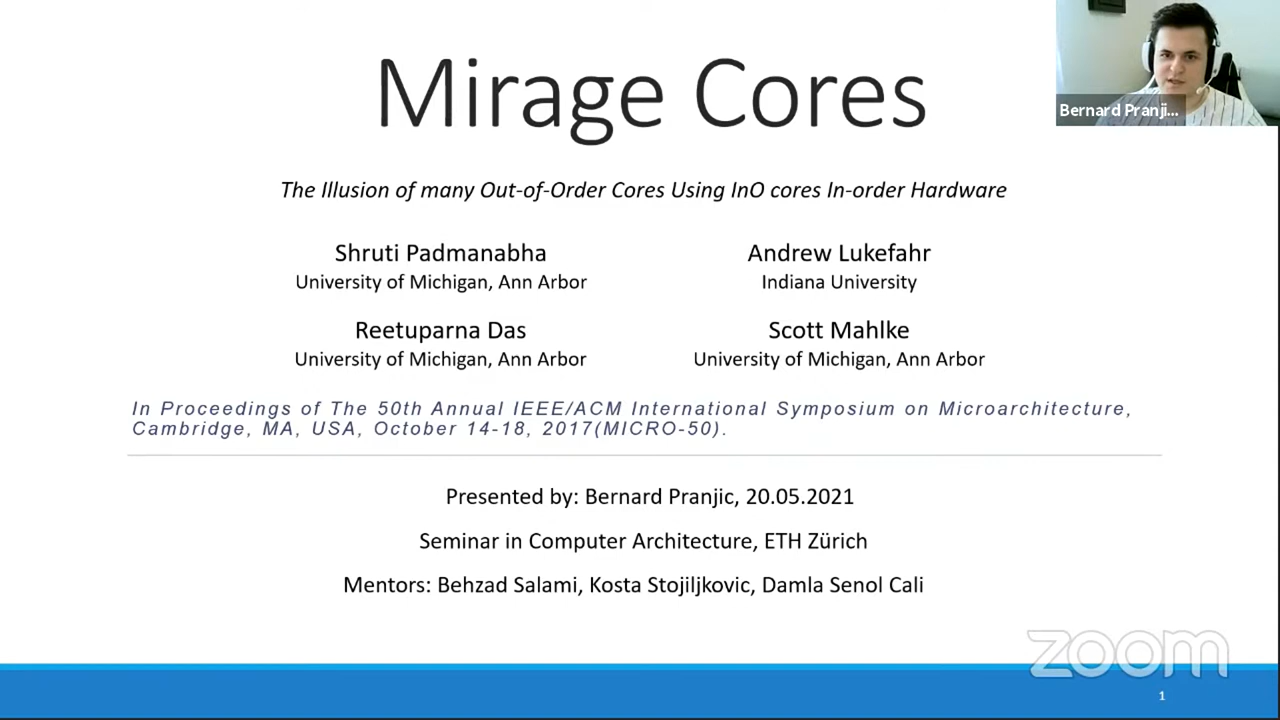 Mirage Cores
Bernard Pranji...
The Illusion of many Out-of-Order Cores Using InO cores In-order Hardware
Shruti Padmanabha
University of Michigan, Ann Arbor
Andrew Lukefahr
Indiana University
Reetuparna Das
University of Michigan, Ann Arbor
Scott Mahlke
University of Michigan, Ann Arbor
In Proceedings of The 50th Annual IEEE/ACM International Symposium on Microarchitecture,
Cambridge, MA, USA, October 14-18, 2017(MICRO-50).
Presented by: Bernard Pranjic, 20.05.2021
Seminar in Computer Architecture, ETH Zürich
Mentors: Behzad Salami, Kosta Stojiljkovic, Damla Senol Cali
zoom
1